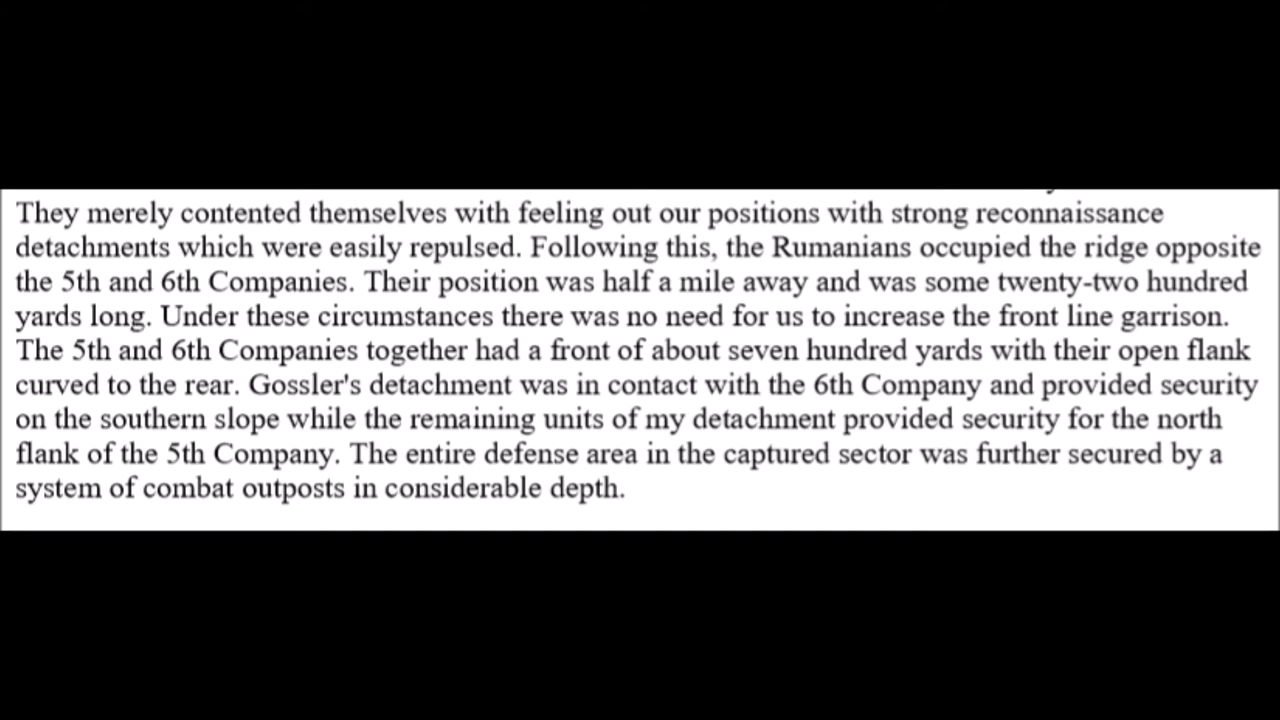 They merely contented themselves with feeling out our positions with strong reconnaissance
detachments which were easily repulsed. Following this, the Rumanians occupied the ridge opposite
the 5th and 6th Companies. Their position was half a mile away and was some twenty-two hundred
yards long. Under these circumstances there was no need for us to increase the front line garrison.
The 5th and 6th Companies together had a front of about seven hundred yards with their open flank
curved to the rear. Gossler's detachment was in contact with the 6th Company and provided security
on the southern slope while the remaining units of my detachment provided security for the north
flank of the 5th Company. The entire defense area in the captured sector was further secured by a
system of combat outposts in considerable depth.